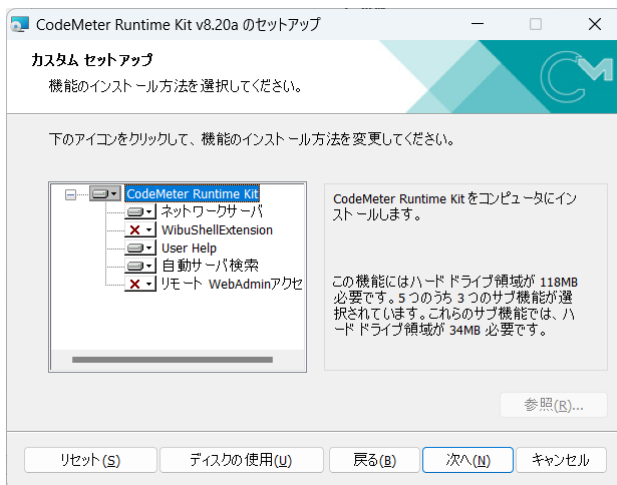 CodeMeter Runtime Kit v8.20a のセットアップ
カスタム セットアップ
機能のインストール方法を選択してください。
下のアイコンをクリックして、機能のインストール方法を変更してください。
CodeMeter Runtime Kit
ネットワークサーバ
WibuShellExtension
User Help
自動サーバ検索
リモート WebAdminアクセ
CodeMeter Runtime Kit をコンピュータにイン
ストールします。
この機能にはハード ドライブ領域が 118MB
必要です。5 つのうち 3 つのサブ機能が選
択されています。これらのサブ機能では、ハ
ード ドライブ領域が 34MB 必要です。
参照(R)...
リセット(S)
ディスクの使用(U)
戻る(B)
次へ(N)
キャンセル